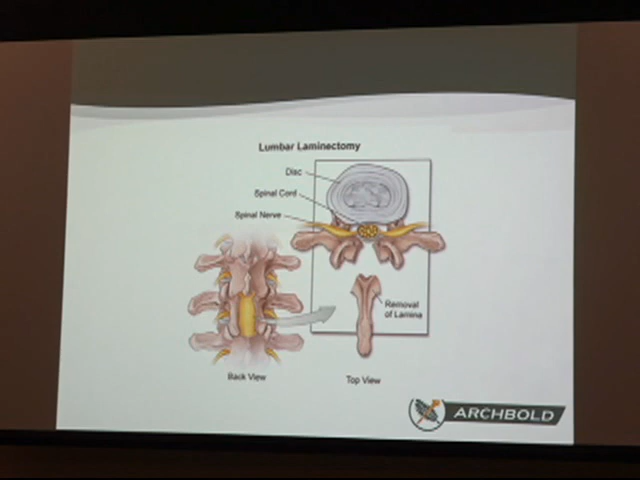 Lumbar Laminectomy
Disc
Spinal Cord
Spinal Nerve
Removal
of Lamina
Back View
Top View
ARCHBOLD